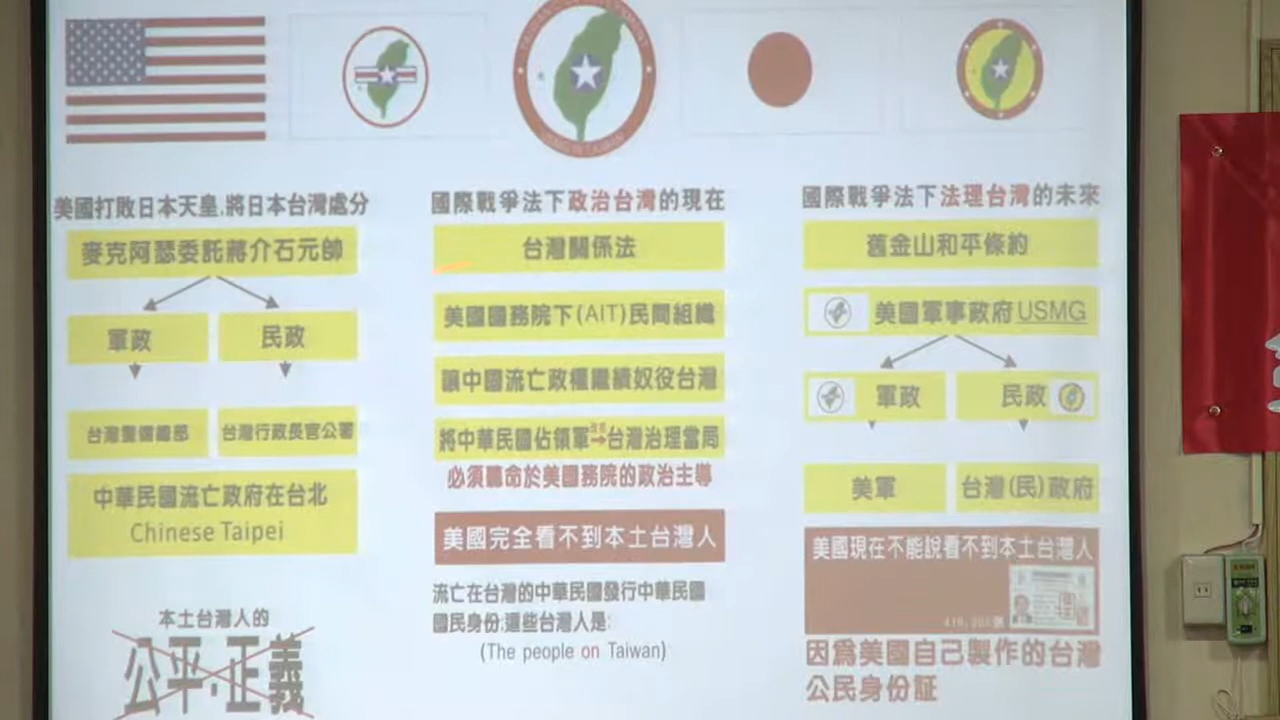 美國打敗日本天皇,將日本台灣處分
麥克阿瑟委託蔣介石元帥
軍政
民政
台灣警備總部
台灣行政長官公署
中華民國流亡政府在台北
Chinese Taipei
本土台灣人的
公平,正義
國際戰爭法下政治台灣的現在
台灣關係法
美國國務院下(AIT)民間組織
讓中國流亡政權繼續奴役台灣
將中華民國佔領軍→台灣治理當局
必須聽命於美國務院的政治主導
美國完全看不到本土台灣人
流亡在台灣的中華民國發行中華民國
國民身份;這些台灣人是:
(The people on Taiwan)
國際戰爭法下法理台灣的未來
舊金山和平條約
美國軍事政府USMG
軍政
民政
美軍
台灣(民)政府
美國現在不能說看不到本土台灣人
因為美國自己製作的台灣
公民身份証